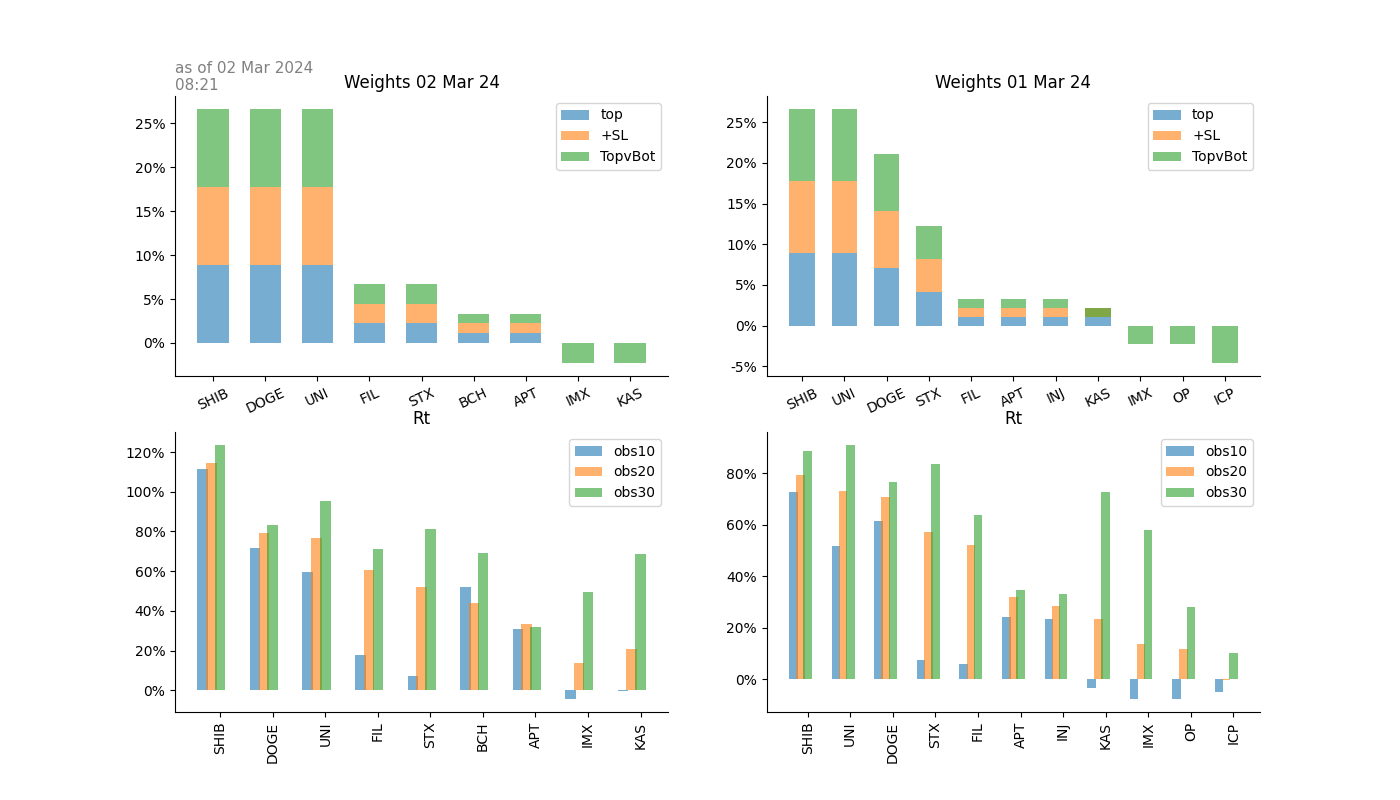 as of 02 Mar 2024
08:21
Weights 02 Mar 24
25%
20%
15%
10%
5%
0%
top
+SL
TopvBot
SHIB DOGE UNI FIL STX BCH APT IMX KAS
Weights 01 Mar 24
25%
20%
15%
10%
5%
0%
-5%
top
+SL
TopvBot
SHIB UNI DOGE STX FIL APT INJ KAS IMX OP ICP
Rt
120%
100%
80%
60%
40%
20%
0%
obs10
obs20
obs30
SHIB DOGE UNI FIL STX BCH APT IMX KAS
Rt
80%
60%
40%
20%
0%
obs10
obs20
obs30
SHIB UNI DOGE STX FIL APT INJ KAS IMX OP ICP